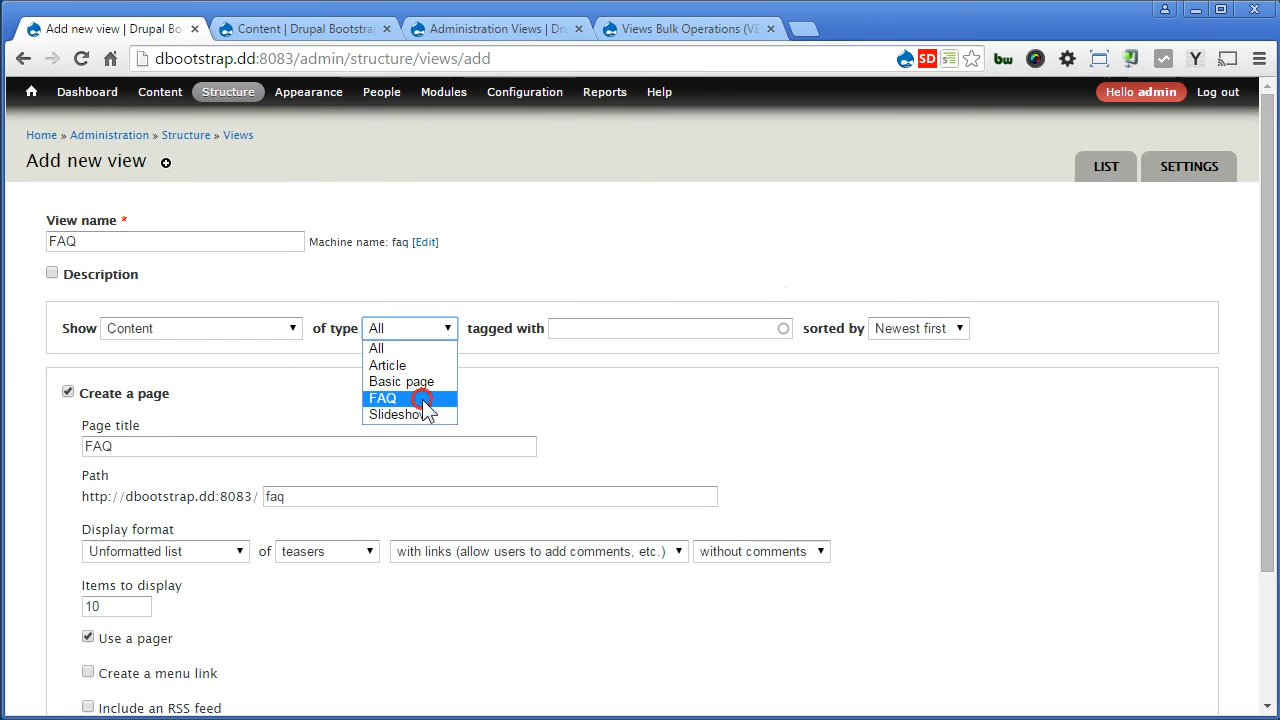 Add new view | Drupal Bo
Content | Drupal Bootstrap
Administration Views | Dr
Views Bulk Operations (VB
dbootstrap.dd:8083/admin/structure/views/add
SD
bw
Y
Dashboard Content Structure Appearance People Modules Configuration Reports Help Hello admin Log out
Home » Administration » Structure » Views
Add new view
LIST SETTINGS
View name *
FAQ Machine name: faq [Edit]
Description
Show Content of type All tagged with sorted by Newest first
All
Article
Basic page
FAQ
Slideshow
Create a page
Page title
FAQ
Path
http://dbootstrap.dd:8083/ faq
Display format
Unformatted list of teasers with links (allow users to add comments, etc.) without comments
Items to display
10
Use a pager
Create a menu link
Include an RSS feed